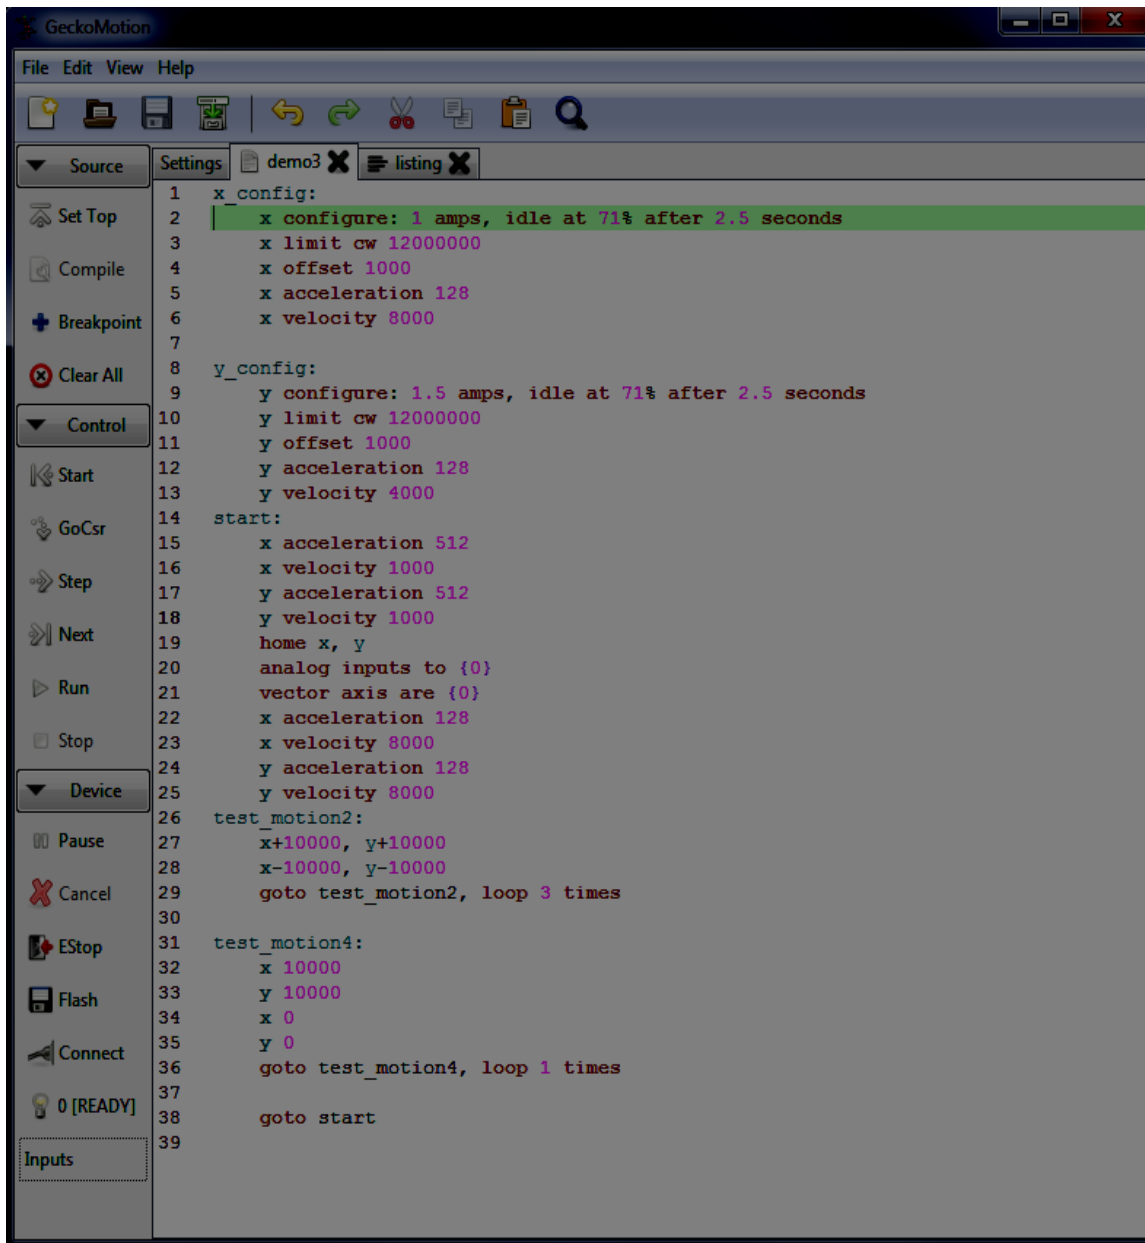 GeckoMotion
File Edit View Help
Source
Set Top
Compile
Breakpoint
Clear All
Control
Start
GoCsr
Step
Next
Run
Stop
Device
Pause
Cancel
EStop
Flash
Connect
0 [READY]
Inputs
Settings demo3 listing
1 x_config:
2 x configure: 1 amps, idle at 71% after 2.5 seconds
3 x limit cw 12000000
4 x offset 1000
5 x acceleration 128
6 x velocity 8000
7
8 y_config:
9 y configure: 1.5 amps, idle at 71% after 2.5 seconds
10 y limit cw 12000000
11 y offset 1000
12 y acceleration 128
13 y velocity 4000
14 start:
15 x acceleration 512
16 x velocity 1000
17 y acceleration 512
18 y velocity 1000
19 home x, y
20 analog inputs to {0}
21 vector axis are {0}
22 x acceleration 128
23 x velocity 8000
24 y acceleration 128
25 y velocity 8000
26 test_motion2:
27 x+10000, y+10000
28 x-10000, y-10000
29 goto test_motion2, loop 3 times
30
31 test_motion4:
32 x 10000
33 y 10000
34 x 0
35 y 0
36 goto test_motion4, loop 1 times
37
38 goto start
39